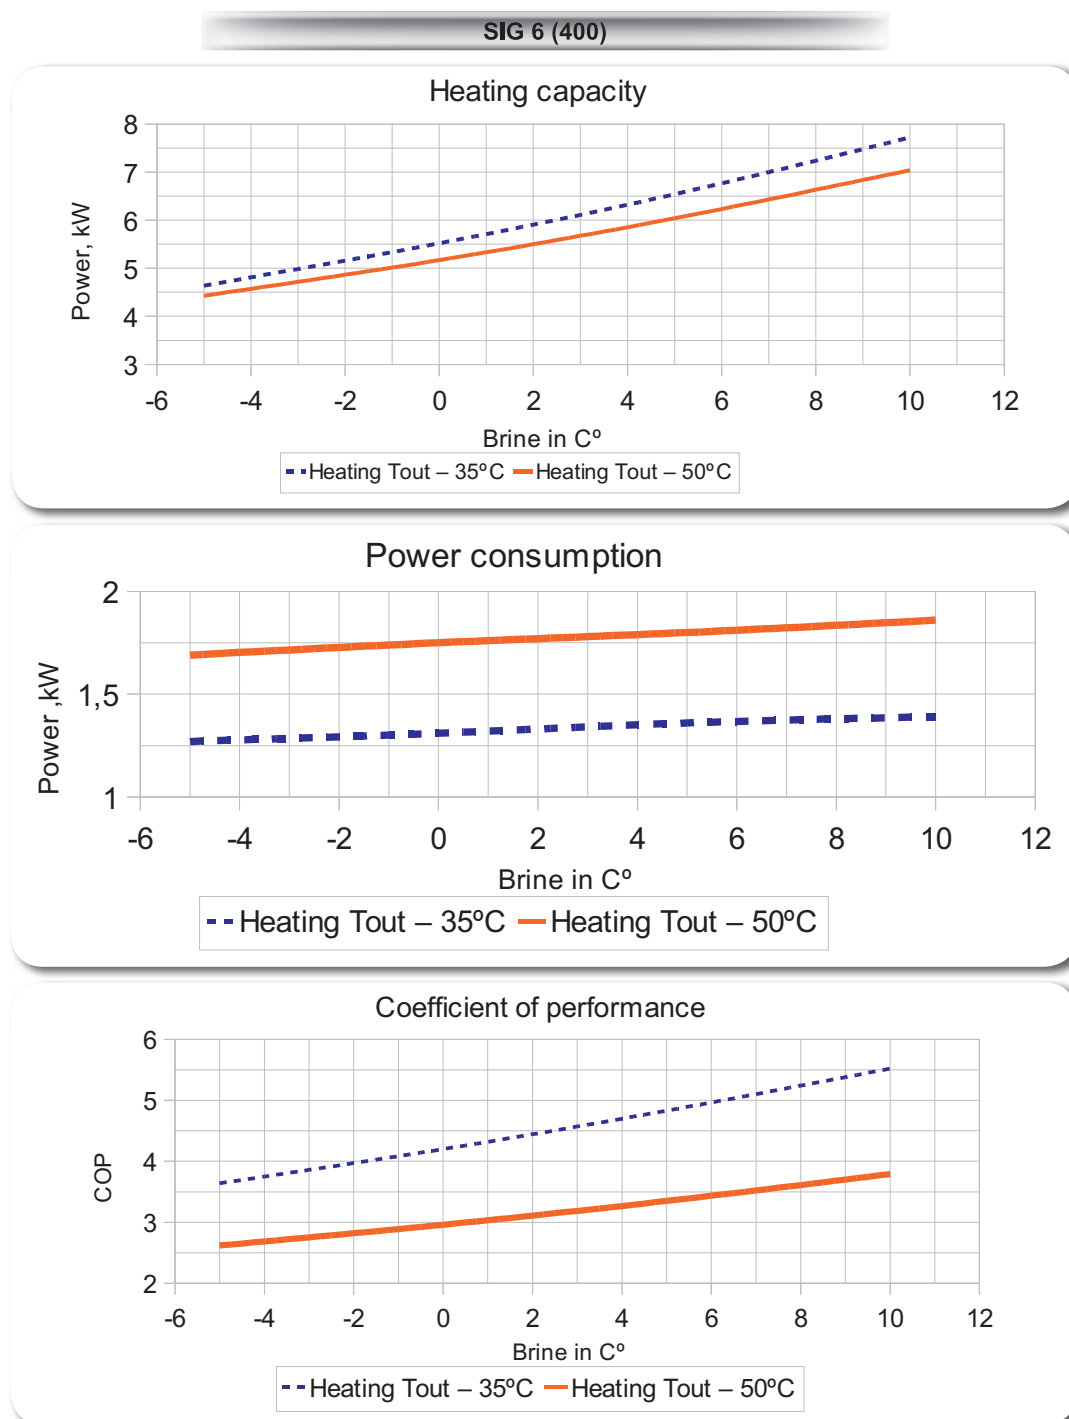 SIG 6 (400)
Heating capacity
8
7
6
5
4
3
Power, kW
-6 -4 -2 0 2 4 6 8 10 12
Brine in Cº
Heating Tout – 35ºC Heating Tout – 50ºC
Power consumption
2
1,5
1
Power ,kW
-6 -4 -2 0 2 4 6 8 10 12
Brine in Cº
Heating Tout – 35ºC Heating Tout – 50ºC
Coefficient of performance
6
5
4
3
2
COP
-6 -4 -2 0 2 4 6 8 10 12
Brine in Cº
Heating Tout – 35ºC Heating Tout – 50ºC